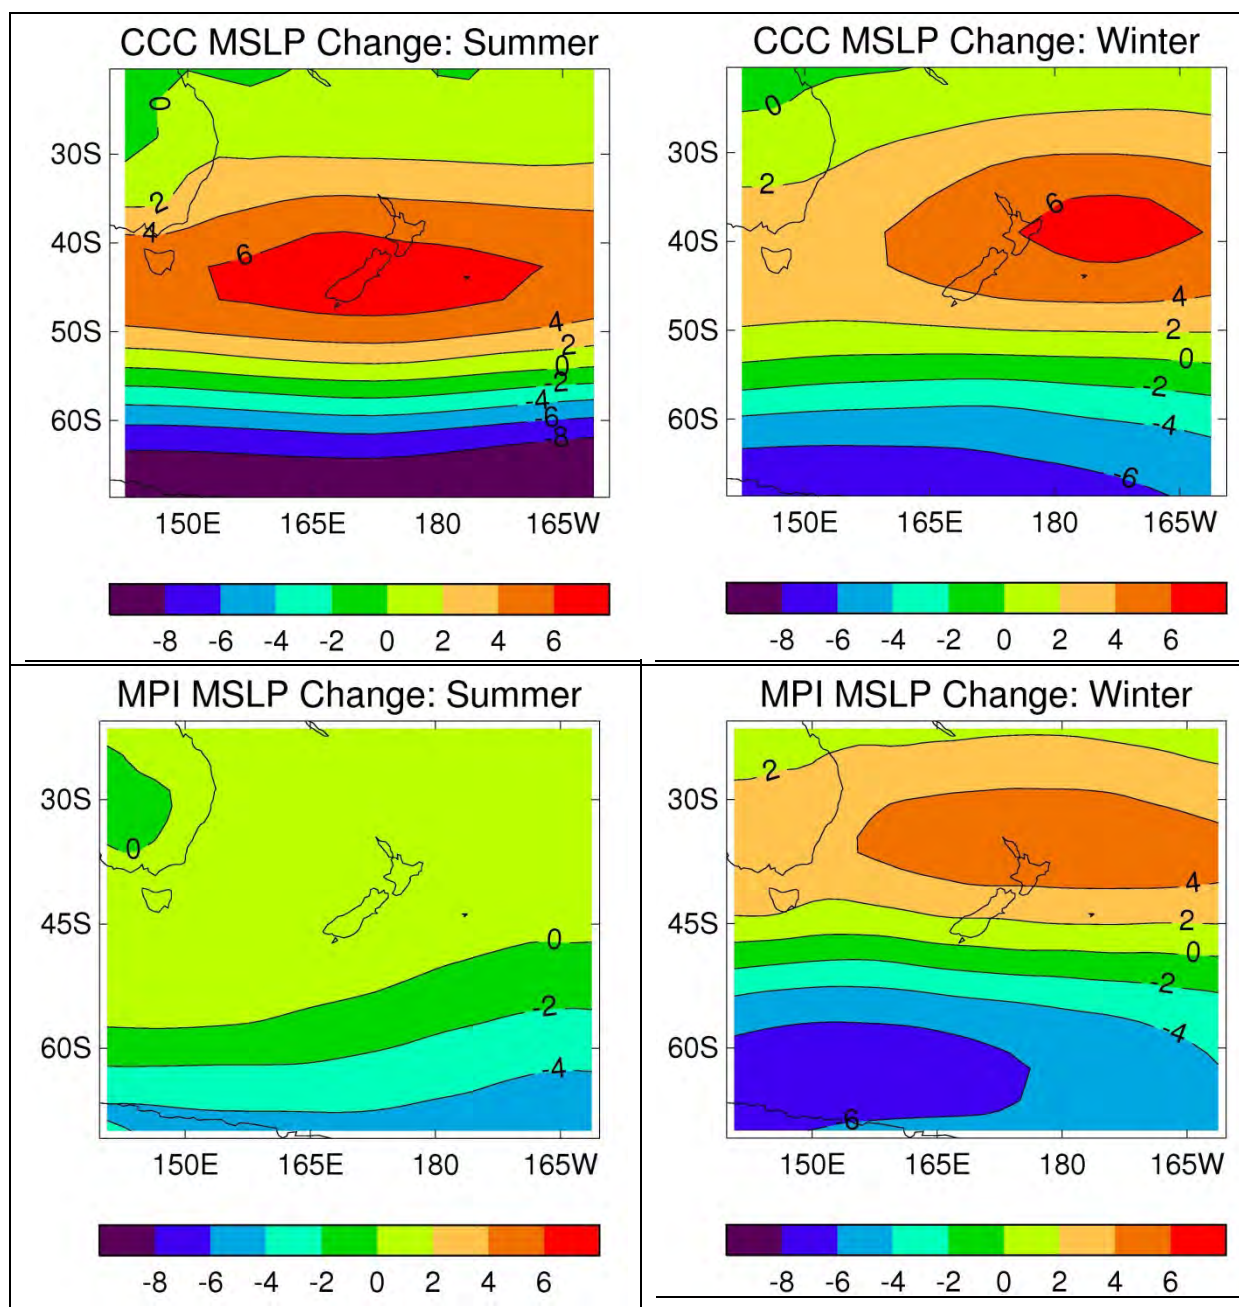 CCC MSLP Change: Summer
0
2
4
6
4
2
0
-2
-4
-6
-8
30S
40S
50S
60S
150E 165E 180 165W
-8 -6 -4 -2 0 2 4 6
CCC MSLP Change: Winter
0
2
6
4
2
0
-2
-4
-6
30S
40S
50S
60S
150E 165E 180 165W
-8 -6 -4 -2 0 2 4 6
MPI MSLP Change: Summer
0
0
-2
-4
30S
45S
60S
150E 165E 180 165W
-8 -6 -4 -2 0 2 4 6
MPI MSLP Change: Winter
2
4
2
0
-2
-4
6
30S
45S
60S
150E 165E 180 165W
-8 -6 -4 -2 0 2 4 6